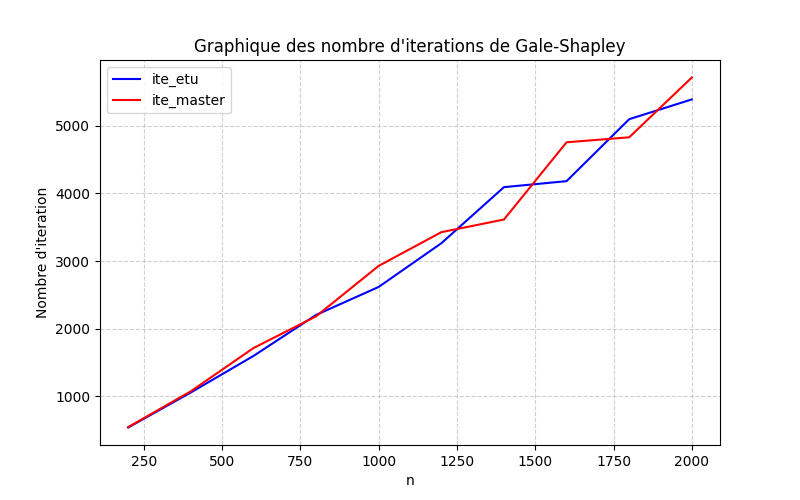 Graphique des nombre d'iterations de Gale-Shapley
ite_etu
ite_master
Nombre d'iteration
5000
4000
3000
2000
1000
250 500 750 1000 1250 1500 1750 2000
n